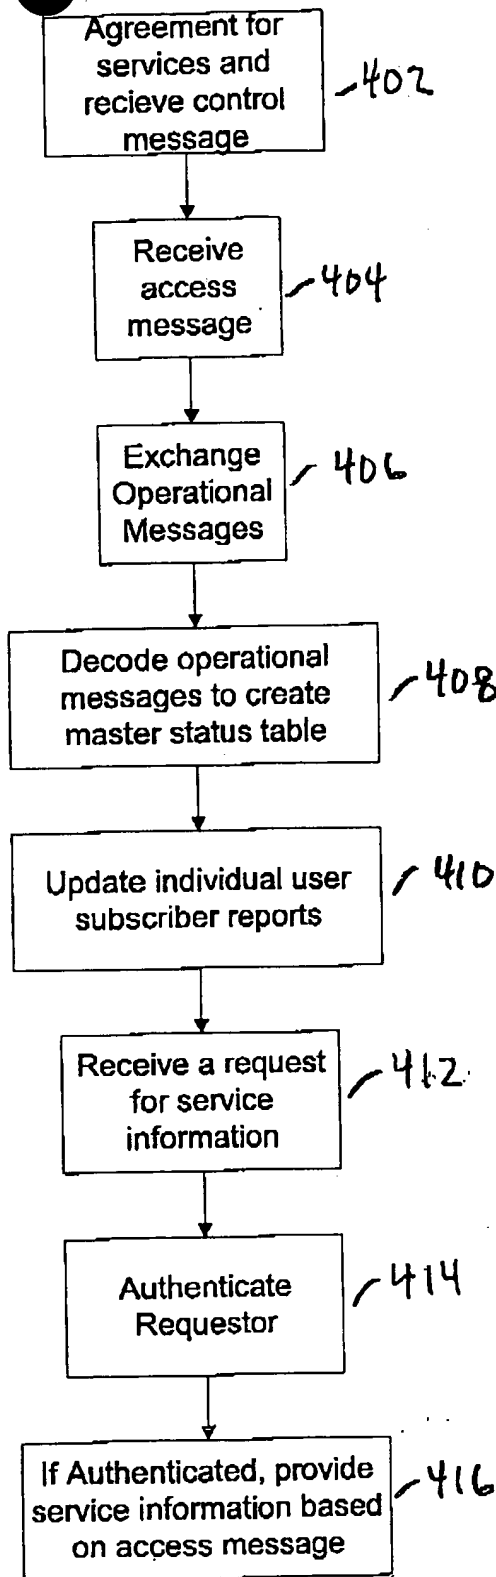 Agreement for
services and
recieve control
message
402
Receive
access
message
404
Exchange
Operational
Messages
406
Decode operational
messages to create
master status table
408
Update individual user
subscriber reports
410
Receive a request
for service
information
412
Authenticate
Requestor
414
If Authenticated, provide
service information based
on access message
416